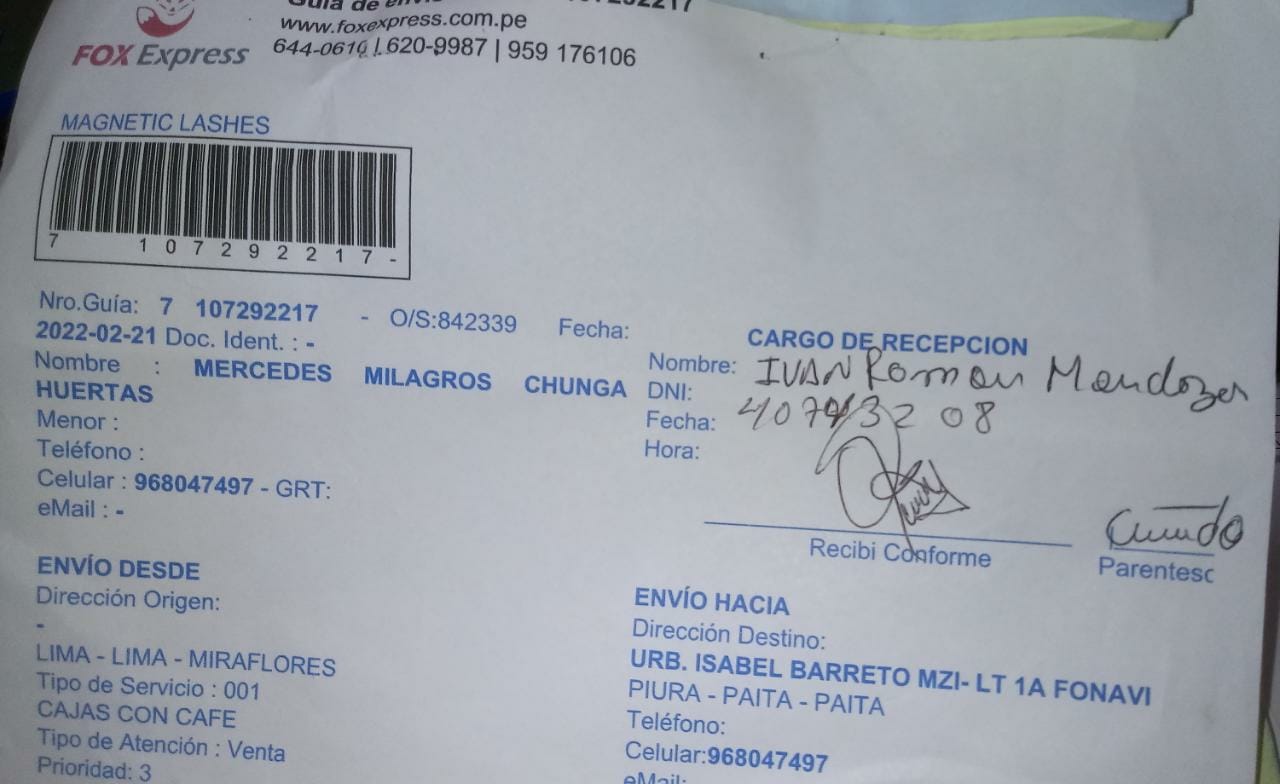 Guía de
107292217
www.foxexpress.com.pe
FOX Express
644-0610 | 620-9987 | 959 176106
MAGNETIC LASHES
7 107292217-
Nro.Guía: 7 107292217 - O/S:842339 Fecha:
2022-02-21 Doc. Ident. : -
Nombre : MERCEDES MILAGROS CHUNGA
HUERTAS
Menor :
Teléfono :
Celular : 968047497 - GRT:
eMail : -
CARGO DE RECEPCION
Nombre: IVAN Roman Mendoza
DNI:
Fecha:
Hora:
Recibi Conforme
Parentesc
ENVÍO DESDE
Dirección Origen:
-
LIMA - LIMA - MIRAFLORES
Tipo de Servicio : 001
CAJAS CON CAFE
Tipo de Atención : Venta
Prioridad: 3
ENVÍO HACIA
Dirección Destino:
URB. ISABEL BARRETO MZI- LT 1A FONAVI
PIURA - PAITA - PAITA
Teléfono:
Celular:968047497
eMail: